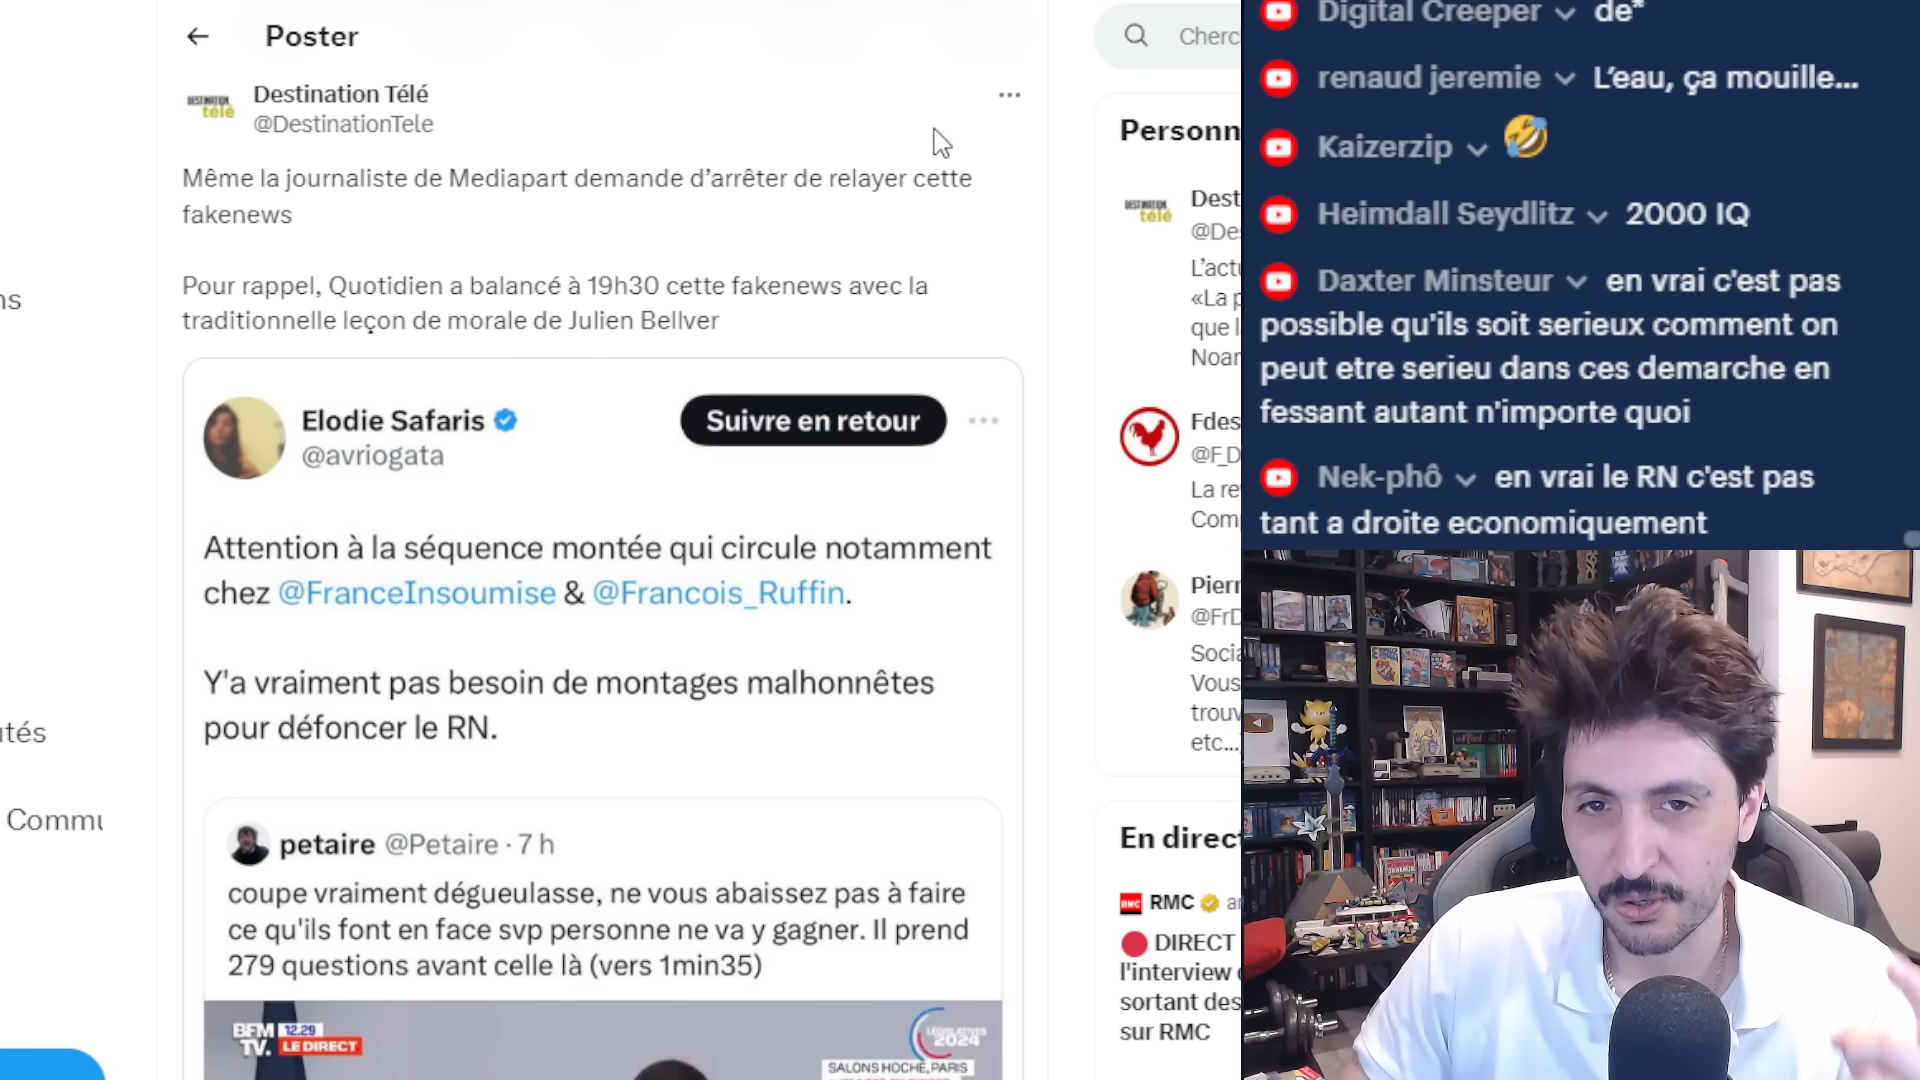 Poster
Destination Télé
@DestinationTele
Même la journaliste de Mediapart demande d’arrêter de relayer cette
fakenews
Pour rappel, Quotidien a balancé à 19h30 cette fakenews avec la
traditionnelle leçon de morale de Julien Bellver
Elodie Safaris
@avriogata
Suivre en retour
Attention à la séquence montée qui circule notamment
chez @FranceInsoumise & @Francois_Ruffin.
Y'a vraiment pas besoin de montages malhonnêtes
pour défoncer le RN.
petaire @Petaire · 7 h
coupe vraiment dégueulasse, ne vous abaissez pas à faire
ce qu'ils font en face svp personne ne va y gagner. Il prend
279 questions avant celle là (vers 1min35)
BFM
TV.
12.29
LE DIRECT
LÉGISLATIVES
2024
SALONS HOCHE, PARIS
ns
utés
Commu
Cherc
Personn
DESTINATION
télé
Dest
@Des
L'actu
«La p
que l
Noar
Fdes
@F_D
La re
Com
Pierr
@FrD
Socia
Vous
trouv
etc...
En direct
RMC
DIRECT
l'interview
sortant des
sur RMC
Digital Creeper de*
renaud jeremie L’eau, ça mouille...
Kaizerzip 🤣
Heimdall Seydlitz 2000 IQ
Daxter Minsteur en vrai c'est pas
possible qu'ils soit serieux comment on
peut etre serieu dans ces demarche en
fessant autant n'importe quoi
Nek-phô en vrai le RN c'est pas
tant a droite economiquement